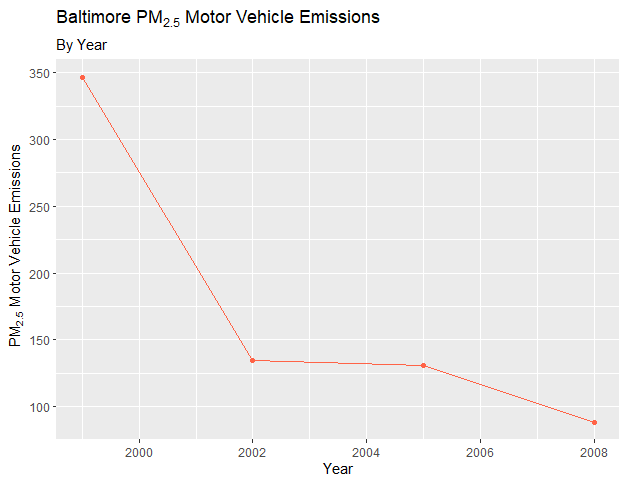 Baltimore PM2.5 Motor Vehicle Emissions
By Year
PM2.5 Motor Vehicle Emissions
350
300
250
200
150
100
2000 2002 2004 2006 2008
Year